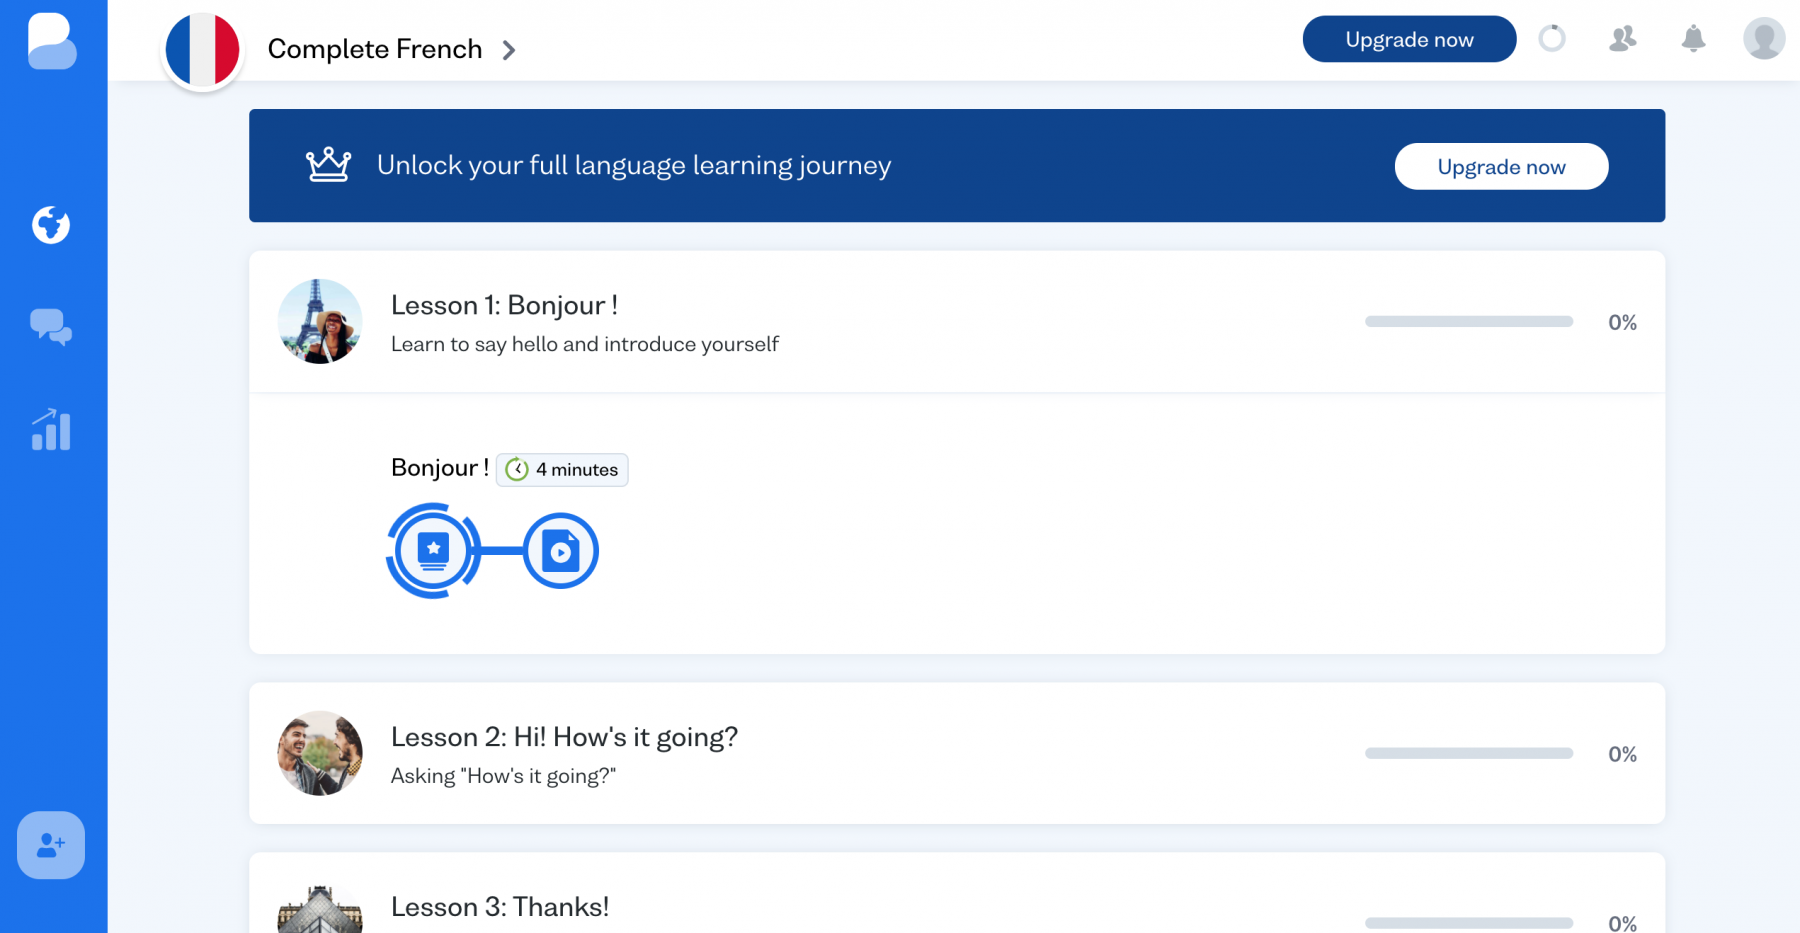 Complete French
Upgrade now
Unlock your full language learning journey
Upgrade now
Lesson 1: Bonjour !
Learn to say hello and introduce yourself
0%
Bonjour !
4 minutes
Lesson 2: Hi! How's it going?
Asking "How's it going?"
0%
Lesson 3: Thanks!
0%